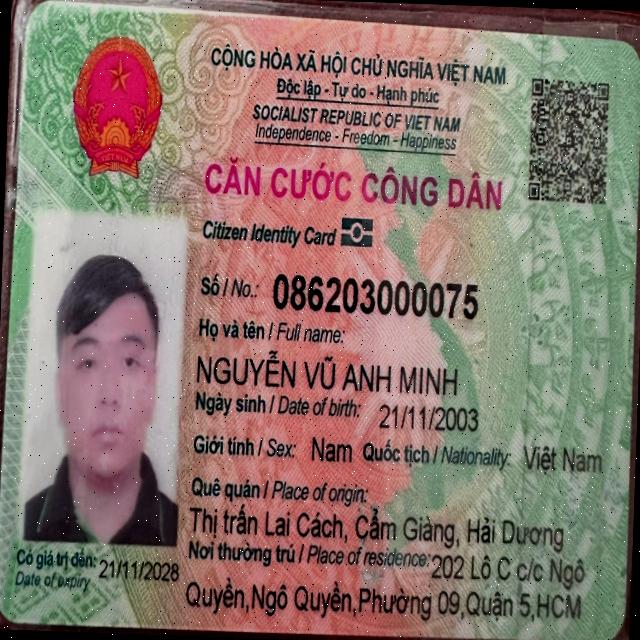 CỘNG HÒA XÃ HỘI CHỦ NGHĨA VIỆT NAM
Độc lập - Tự do - Hạnh phúc
SOCIALIST REPUBLIC OF VIET NAM
Independence - Freedom - Happiness
CĂN CƯỚC CÔNG DÂN
Citizen Identity Card
Số / No.: 086203000075
Họ và tên / Full name:
NGUYỄN VŨ ANH MINH
Ngày sinh / Date of birth: 21/11/2003
Giới tính / Sex: Nam Quốc tịch / Nationality: Việt Nam
Quê quán / Place of origin:
Thị trấn Lai Cách, Cẩm Giàng, Hải Dương
Nơi thường trú / Place of residence: 202 Lô C c/c Ngô
Quyền,Ngô Quyền,Phường 09,Quận 5,HCM
Có giá trị đến: 21/11/2028
Date of expiry